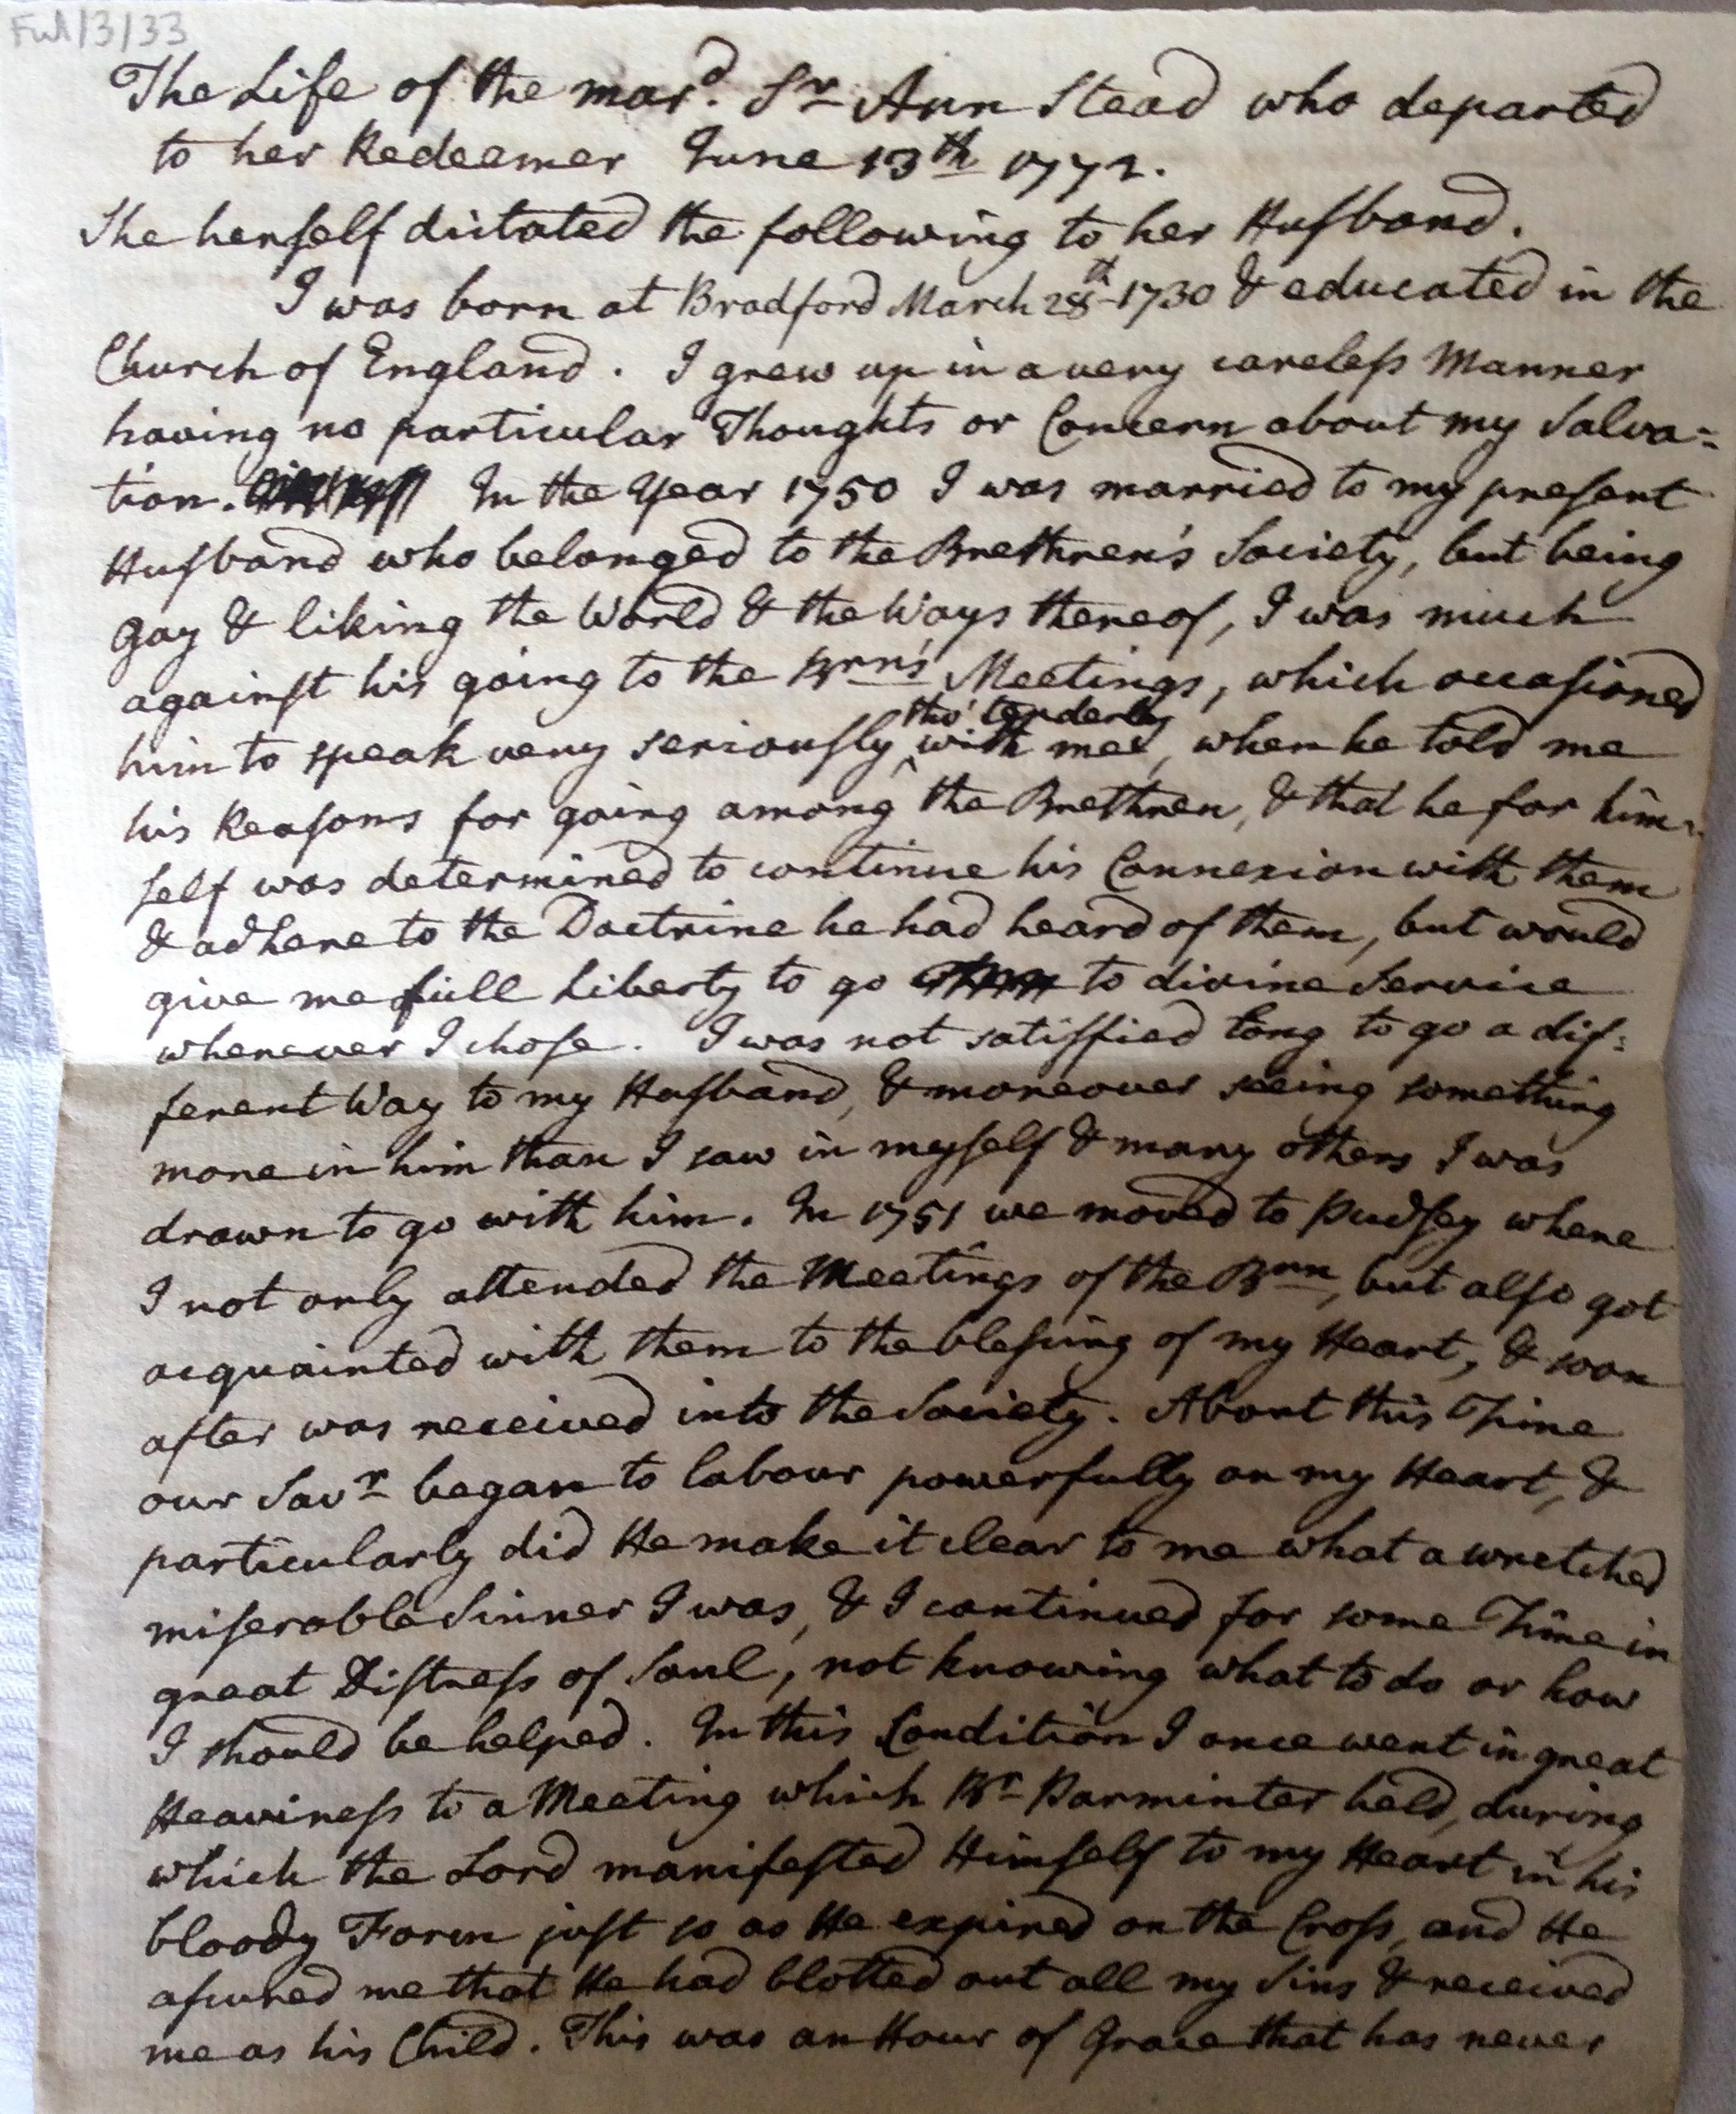 Ful/3/33
The Life of the mar.d Sr Ann Stead who departed
to her Redeemer June 13th 1772.
She herself dictated the following to her Husband.
I was born at Bradford March 28th 1730 & educated in the
Church of England. I grew up in a very careless Manner
having no particular Thoughts or Concern about my Salva=
tion. In the Year 1750 I was married to my present
Husband who belonged to the Brethren's Society, but being
gay & liking the World & the Ways thereof, I was much
against his going to the Brn's Meetings, which occasioned
tho' tenderly
him to speak very seriously ^ with me, when he told me
his Reasons for going among the Brethren, & that he for him=
self was determined to continue his Connexion with them
& adhere to the Doctrine he had heard of them, but would
give me full Liberty to go to divine Service
whenever I chose. I was not satisfied long to go a dif=
ferent Way to my Husband, & moreover seeing something
more in him than I saw in myself & many others I was
drawn to go with him. In 1751 we moved to Pudsey where
I not only attended the Meetings of the Brn, but also got
acquainted with them to the blessing of my Heart, & soon
after was received into the Society. About this Time
our Savr began to labour powerfully on my Heart, &
particularly did He make it clear to me what a wretched
miserable Sinner I was, & I continued for some Time in
great Distress of Soul, not knowing what to do or how
I should be helped. In this Condition I once went in great
Heaviness to a Meeting which Br Parminter held, during
which the Lord manifested Himself to my Heart in his
bloody Form just so as He expired on the Cross, and He
assured me that He had blotted out all my Sins & received
me as his Child. This was an Hour of Grace that has never